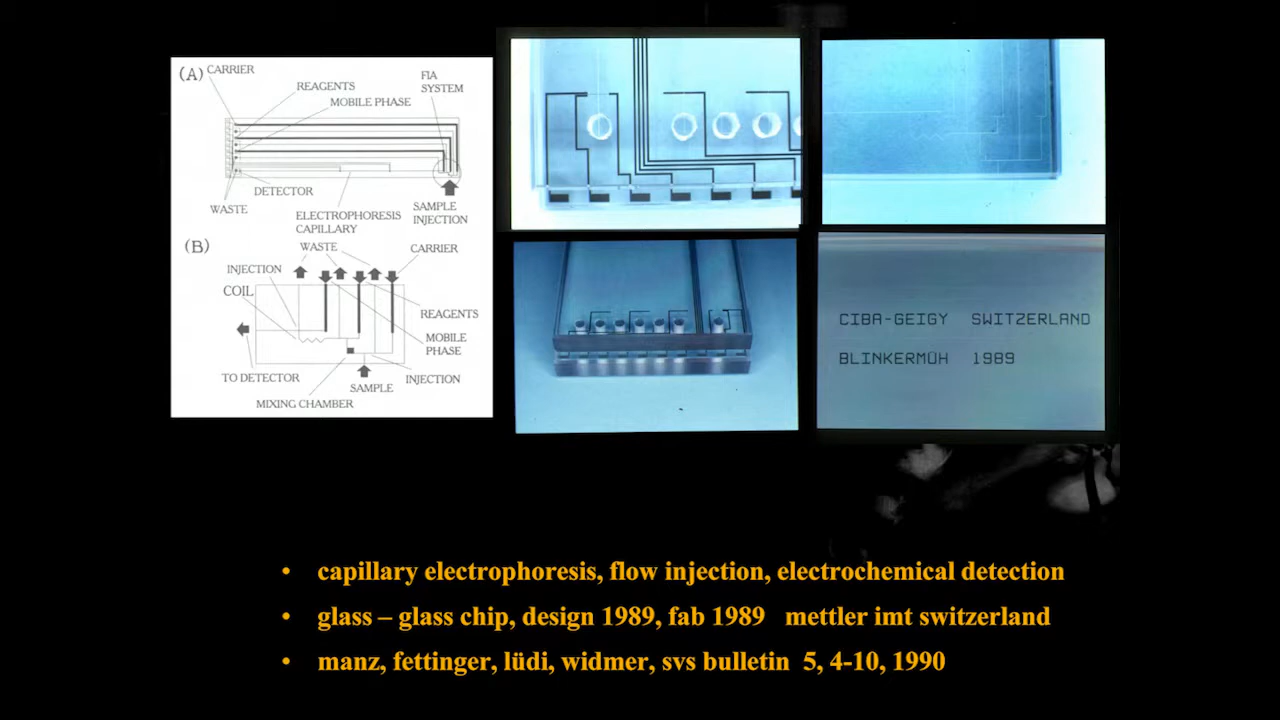 (A) CARRIER
FIA
SYSTEM
REAGENTS
MOBILE PHASE
DETECTOR
WASTE
ELECTROPHORESIS
CAPILLARY
SAMPLE
INJECTION
(B)
WASTE
CARRIER
INJECTION
COIL
REAGENTS
MOBILE
PHASE
TO DETECTOR
SAMPLE
INJECTION
MIXING CHAMBER
CIBA-GEIGY SWITZERLAND
BLINKERMUH 1989
• capillary electrophoresis, flow injection, electrochemical detection
• glass – glass chip, design 1989, fab 1989 mettler imt switzerland
• manz, fettinger, lüdi, widmer, svs bulletin 5, 4-10, 1990